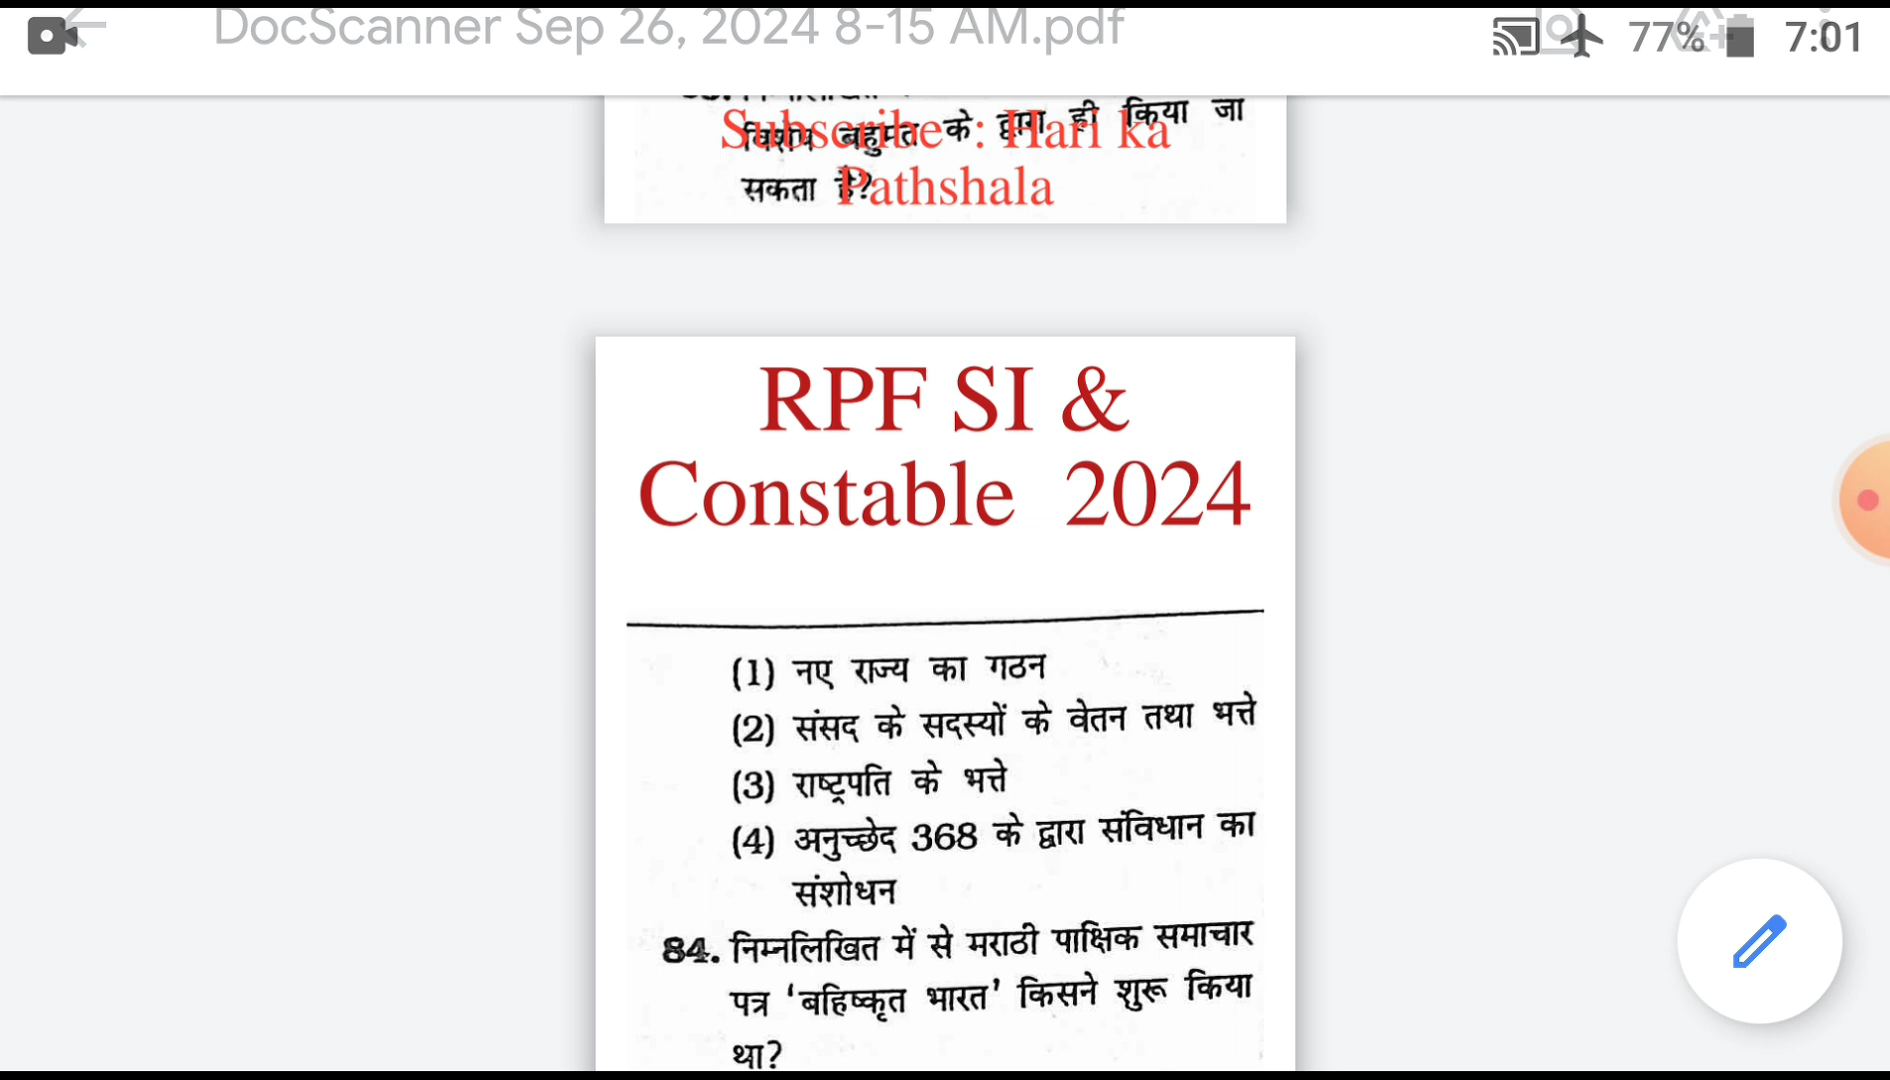 DocScanner Sep 26, 2024 8-15 AM.pdf
77%
7:01
विशेष बहुमत के द्वारा ही किया जा
Subscribe : Hari ka
सकता है?
Pathshala
RPF SI &
Constable 2024
(1) नए राज्य का गठन
(2) संसद के सदस्यों के वेतन तथा भत्ते
(3) राष्ट्रपति के भत्ते
(4) अनुच्छेद 368 के द्वारा संविधान का
संशोधन
84. निम्नलिखित में से मराठी पाक्षिक समाचार
पत्र ‘बहिष्कृत भारत’ किसने शुरू किया
था?